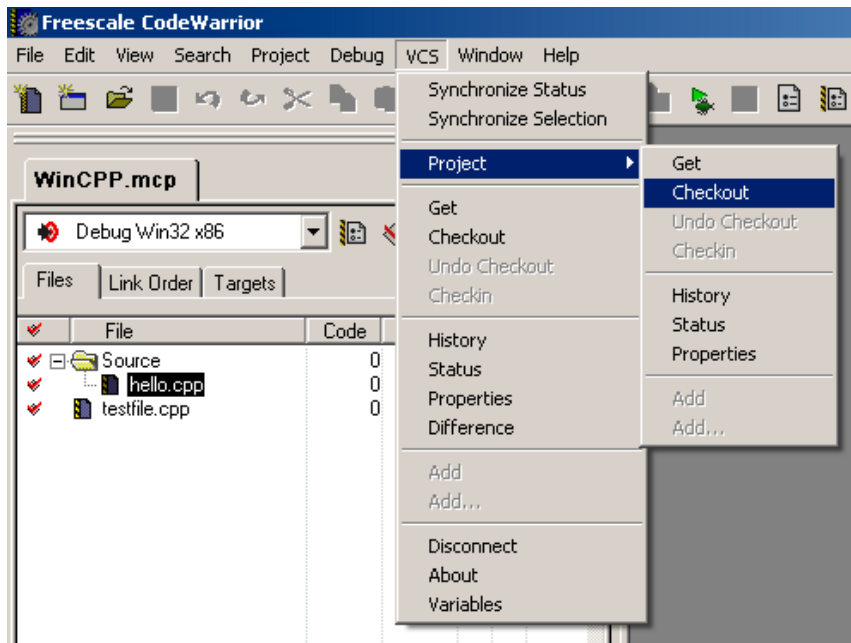 Freescale CodeWarrior
File Edit View Search Project Debug VCS Window Help
WinCPP.mcp
Debug Win32 x86
Files Link Order Targets
File Code
Source 0
hello.cpp 0
testfile.cpp 0
Synchronize Status
Synchronize Selection
Project
Get
Checkout
Undo Checkout
Checkin
History
Status
Properties
Difference
Add
Add...
Disconnect
About
Variables
Get
Checkout
Undo Checkout
Checkin
History
Status
Properties
Add
Add...